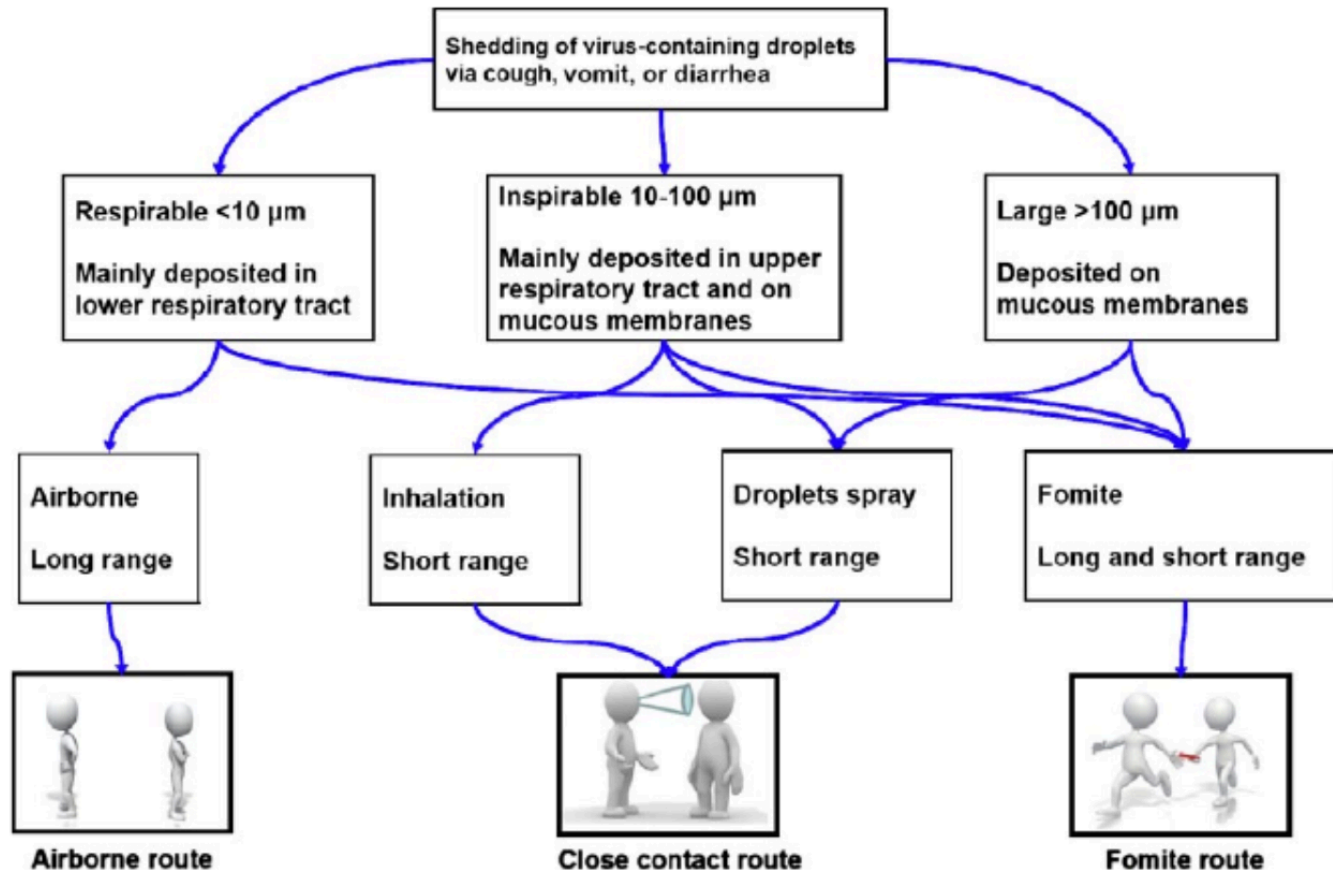 Shedding of virus-containing droplets
via cough, vomit, or diarrhea
Respirable <10 µm
Mainly deposited in
lower respiratory tract
Inspirable 10-100 µm
Mainly deposited in upper
respiratory tract and on
mucous membranes
Large >100 µm
Deposited on
mucous membranes
Airborne
Long range
Inhalation
Short range
Droplets spray
Short range
Fomite
Long and short range
Airborne route
Close contact route
Fomite route